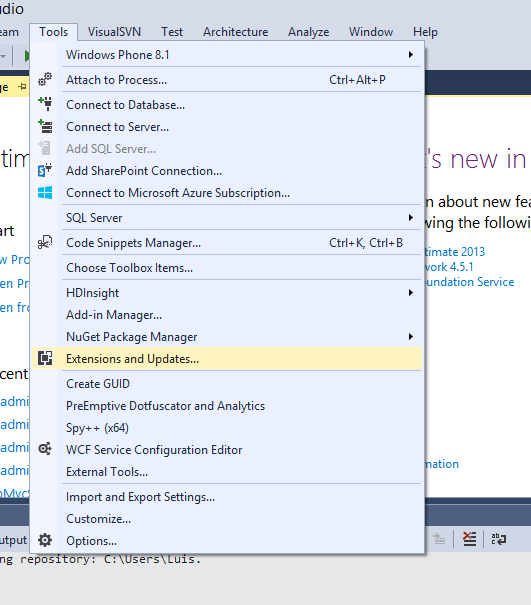 udio
eam Tools VisualSVN Test Architecture Analyze Window Help
Windows Phone 8.1
Attach to Process... Ctrl+Alt+P
ge
Connect to Database...
Connect to Server...
Add SQL Server...
tim 's new in
Add SharePoint Connection...
Connect to Microsoft Azure Subscription...
n about new fea
SQL Server
wing the followin
art
Code Snippets Manager... Ctrl+K, Ctrl+B
timate 2013
w Pro
Choose Toolbox Items...
work 4.5.1
en Pr
oundation Service
HDInsight
en fro
Add-in Manager...
NuGet Package Manager
Extensions and Updates...
cent
Create GUID
admi
PreEmptive Dotfuscator and Analytics
admi
Spy++ (x64)
admi
WCF Service Configuration Editor
mation
admi
External Tools...
oMyc
Import and Export Settings...
Customize...
utput
Options...
ng repository: C:\Users\Luis.